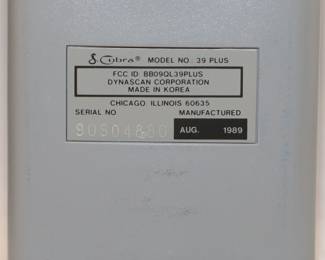 Cobra® MODEL NO. 39 PLUS
FCC ID: BBO9QL39PLUS
DYNASCAN CORPORATION
MADE IN KOREA
CHICAGO, ILLINOIS 60635
SERIAL NO MANUFACTURED
90904880 AUG. 1989